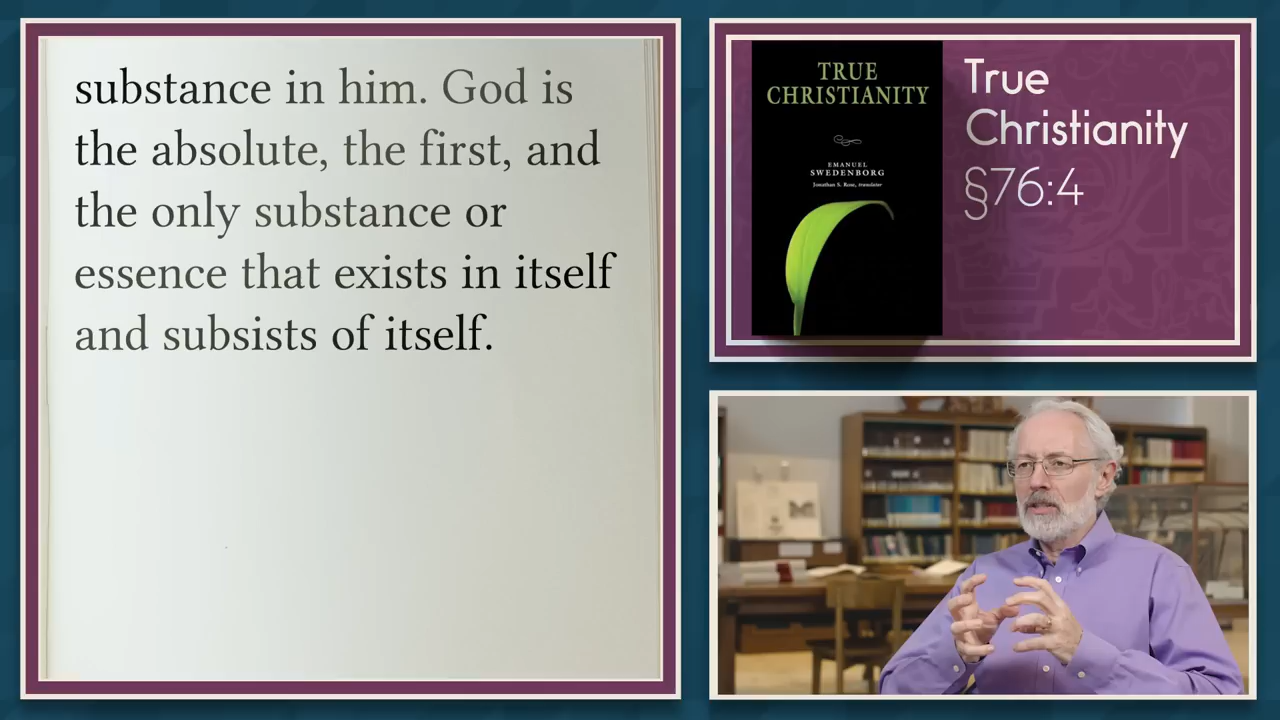 substance in him. God is
the absolute, the first, and
the only substance or
essence that exists in itself
and subsists of itself.
TRUE
CHRISTIANITY
EMANUEL
SWEDENBORG
Jonathan S. Rose, translator
True
Christianity
§76:4